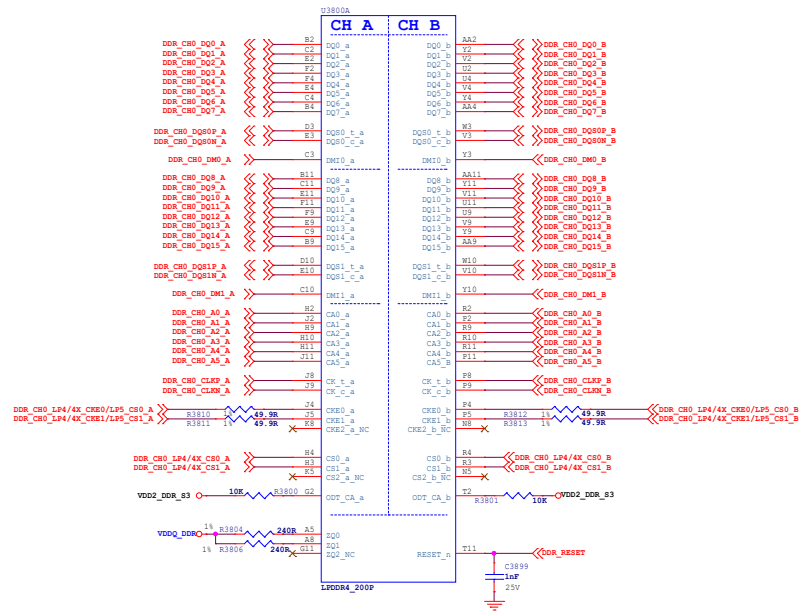 U3800A
CH A CH B
DDR_CH0_DQ0_A B2 DQ0_a DQ0_b AA2 DDR_CH0_DQ0_B
DDR_CH0_DQ1_A C2 DQ1_a DQ1_b Y2 DDR_CH0_DQ1_B
DDR_CH0_DQ2_A E2 DQ2_a DQ2_b V2 DDR_CH0_DQ2_B
DDR_CH0_DQ3_A F2 DQ3_a DQ3_b U2 DDR_CH0_DQ3_B
DDR_CH0_DQ4_A F4 DQ4_a DQ4_b U4 DDR_CH0_DQ4_B
DDR_CH0_DQ5_A E4 DQ5_a DQ5_b V4 DDR_CH0_DQ5_B
DDR_CH0_DQ6_A C4 DQ6_a DQ6_b Y4 DDR_CH0_DQ6_B
DDR_CH0_DQ7_A B4 DQ7_a DQ7_b AA4 DDR_CH0_DQ7_B
DDR_CH0_DQS0P_A D3 DQS0_t_a DQS0_t_b W3 DDR_CH0_DQS0P_B
DDR_CH0_DQS0N_A E3 DQS0_c_a DQS0_c_b V3 DDR_CH0_DQS0N_B
DDR_CH0_DM0_A C3 DMI0_a DMI0_b Y3 DDR_CH0_DM0_B
DDR_CH0_DQ8_A B11 DQ8_a DQ8_b AA11 DDR_CH0_DQ8_B
DDR_CH0_DQ9_A C11 DQ9_a DQ9_b Y11 DDR_CH0_DQ9_B
DDR_CH0_DQ10_A E11 DQ10_a DQ10_b V11 DDR_CH0_DQ10_B
DDR_CH0_DQ11_A F11 DQ11_a DQ11_b U11 DDR_CH0_DQ11_B
DDR_CH0_DQ12_A F9 DQ12_a DQ12_b U9 DDR_CH0_DQ12_B
DDR_CH0_DQ13_A E9 DQ13_a DQ13_b V9 DDR_CH0_DQ13_B
DDR_CH0_DQ14_A C9 DQ14_a DQ14_b Y9 DDR_CH0_DQ14_B
DDR_CH0_DQ15_A B9 DQ15_a DQ15_b AA9 DDR_CH0_DQ15_B
DDR_CH0_DQS1P_A D10 DQS1_t_a DQS1_t_b W10 DDR_CH0_DQS1P_B
DDR_CH0_DQS1N_A E10 DQS1_c_a DQS1_c_b V10 DDR_CH0_DQS1N_B
DDR_CH0_DM1_A C10 DMI1_a DMI1_b Y10 DDR_CH0_DM1_B
DDR_CH0_A0_A H2 CA0_a CA0_b R2 DDR_CH0_A0_B
DDR_CH0_A1_A J2 CA1_a CA1_b P2 DDR_CH0_A1_B
DDR_CH0_A2_A H9 CA2_a CA2_b R9 DDR_CH0_A2_B
DDR_CH0_A3_A H10 CA3_a CA3_b R10 DDR_CH0_A3_B
DDR_CH0_A4_A H11 CA4_a CA4_b R11 DDR_CH0_A4_B
DDR_CH0_A5_A J11 CA5_a CA5_B P11 DDR_CH0_A5_B
DDR_CH0_CLKP_A J8 CK_t_a CK_t_b P8 DDR_CH0_CLKP_B
DDR_CH0_CLKN_A J9 CK_c_a CK_c_b P9 DDR_CH0_CLKN_B
DDR_CH0_LP4/4X_CKE0/LP5_CS0_A R3810 1% 49.9R J4 CKE0_a CKE0_b P4 R3812 1% 49.9R DDR_CH0_LP4/4X_CKE0/LP5_CS0_B
DDR_CH0_LP4/4X_CKE1/LP5_CS1_A R3811 1% 49.9R J5 CKE1_a CKE1_b P5 R3813 1% 49.9R DDR_CH0_LP4/4X_CKE1/LP5_CS1_B
K8 CKE2_a_NC CKE2_b_NC N8
DDR_CH0_LP4/4X_CS0_A H4 CS0_a CS0_b R4 DDR_CH0_LP4/4X_CS0_B
DDR_CH0_LP4/4X_CS1_A H3 CS1_a CS1_b R3 DDR_CH0_LP4/4X_CS1_B
K5 CS2_a_NC CS2_b_NC N5
VDD2_DDR_S3 10K R3800 G2 ODT_CA_a ODT_CA_b T2 R3801 10K VDD2_DDR_S3
VDDQ_DDR 1% R3804 240R A5 ZQ0
1% R3806 240R A8 ZQ1
G11 ZQ2_NC RESET_n T11 DDR_RESET
C3899
1nF
25V
LPDDR4_200P